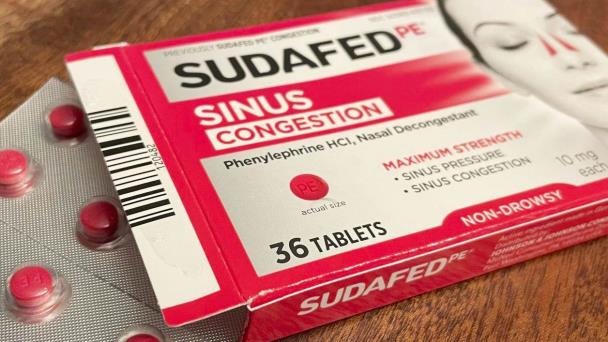 PREVIOUSLY SUDAFED PE® CONGESTION
SUDAFED PE®
SINUS
CONGESTION
Phenylephrine HCl, Nasal Decongestant
MAXIMUM STRENGTH
• SINUS PRESSURE
• SINUS CONGESTION
10 mg
each
PE
actual size
36 TABLETS
NON-DROWSY
SUDAFED PE®
120482
JOHNSON & JOHNSON